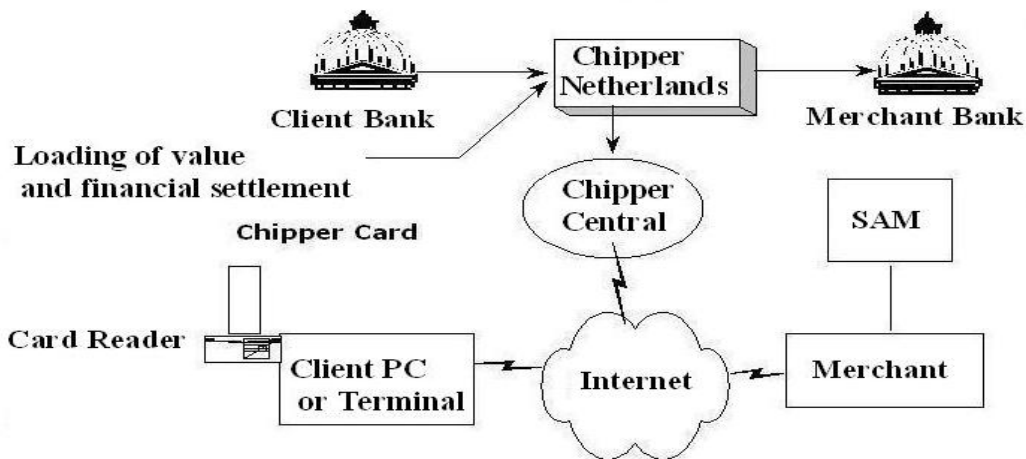 Chipper
Netherlands
Client Bank
Merchant Bank
Loading of value
and financial settlement
Chipper
Central
SAM
Chipper Card
Card Reader
Client PC
or Terminal
Internet
Merchant